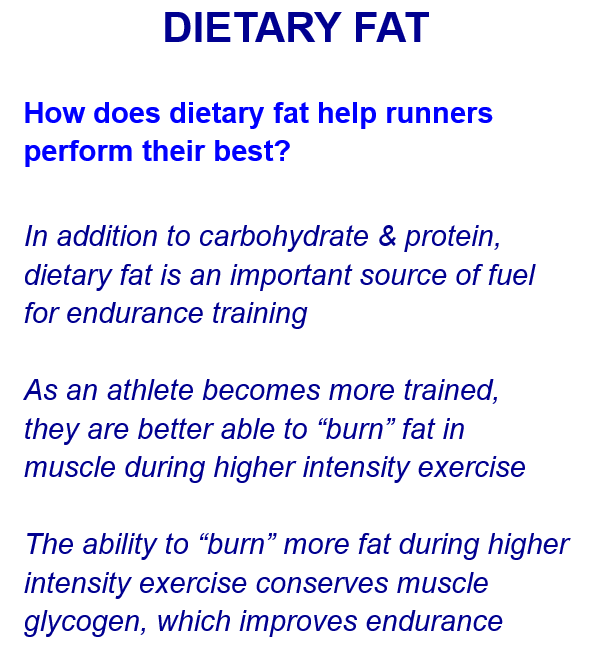 DIETARY FAT
How does dietary fat help runners
perform their best?
In addition to carbohydrate & protein,
dietary fat is an important source of fuel
for endurance training
As an athlete becomes more trained,
they are better able to “burn” fat in
muscle during higher intensity exercise
The ability to “burn” more fat during higher
intensity exercise conserves muscle
glycogen, which improves endurance